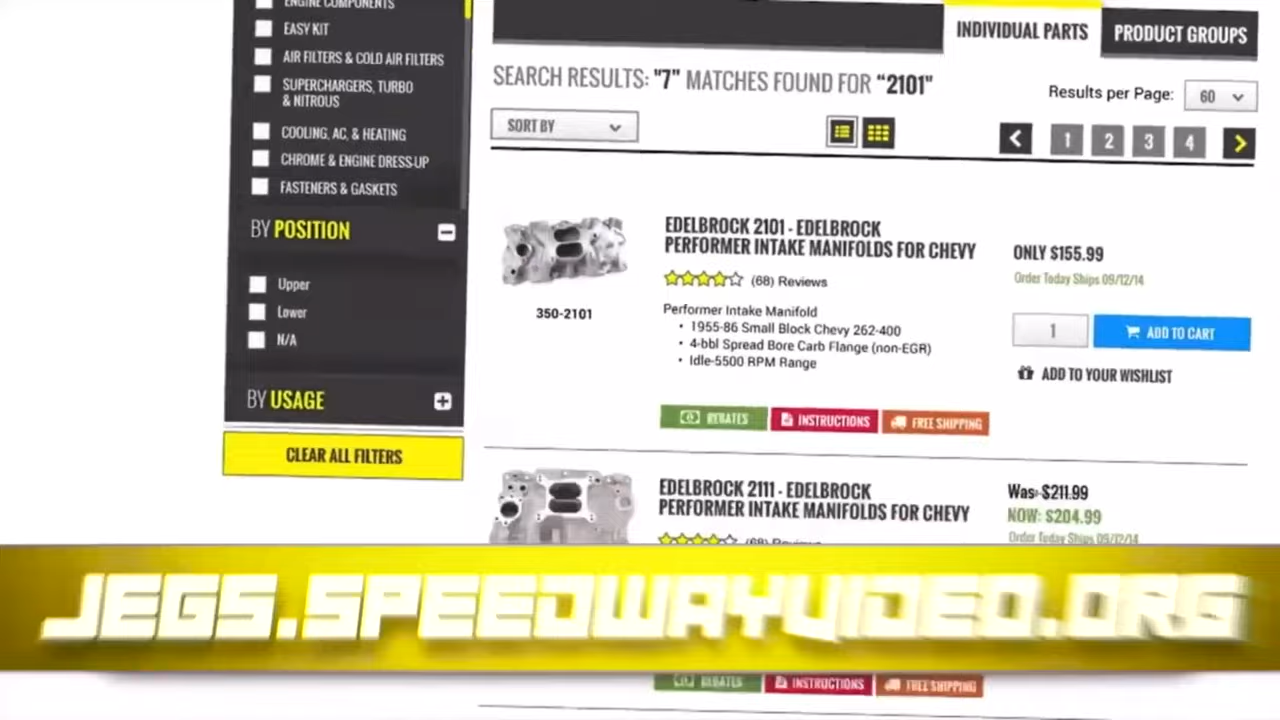 ENGINE COMPONENTS
EASY KIT
AIR FILTERS & COLD AIR FILTERS
SUPERCHARGERS, TURBO
& NITROUS
COOLING, AC, & HEATING
CHROME & ENGINE DRESS-UP
FASTENERS & GASKETS
BY POSITION
Upper
Lower
N/A
BY USAGE
CLEAR ALL FILTERS
INDIVIDUAL PARTS
PRODUCT GROUPS
SEARCH RESULTS: "7" MATCHES FOUND FOR "2101"
Results per Page: 60
SORT BY
1 2 3 4
350-2101
EDELBROCK 2101 - EDELBROCK
PERFORMER INTAKE MANIFOLDS FOR CHEVY
(68) Reviews
Performer Intake Manifold
• 1955-86 Small Block Chevy 262-400
• 4-bbl Spread Bore Carb Flange (non-EGR)
• Idle-5500 RPM Range
ONLY $155.99
Order Today Ships 09/12/14
1
ADD TO CART
ADD TO YOUR WISHLIST
REBATES
INSTRUCTIONS
FREE SHIPPING
EDELBROCK 2111 - EDELBROCK
PERFORMER INTAKE MANIFOLDS FOR CHEVY
(68) Reviews
Was: $211.99
NOW: $204.99
Order Today Ships 09/12/14
JEGS.SPEEDWAYVIDEO.ORG
REBATES
INSTRUCTIONS
FREE SHIPPING